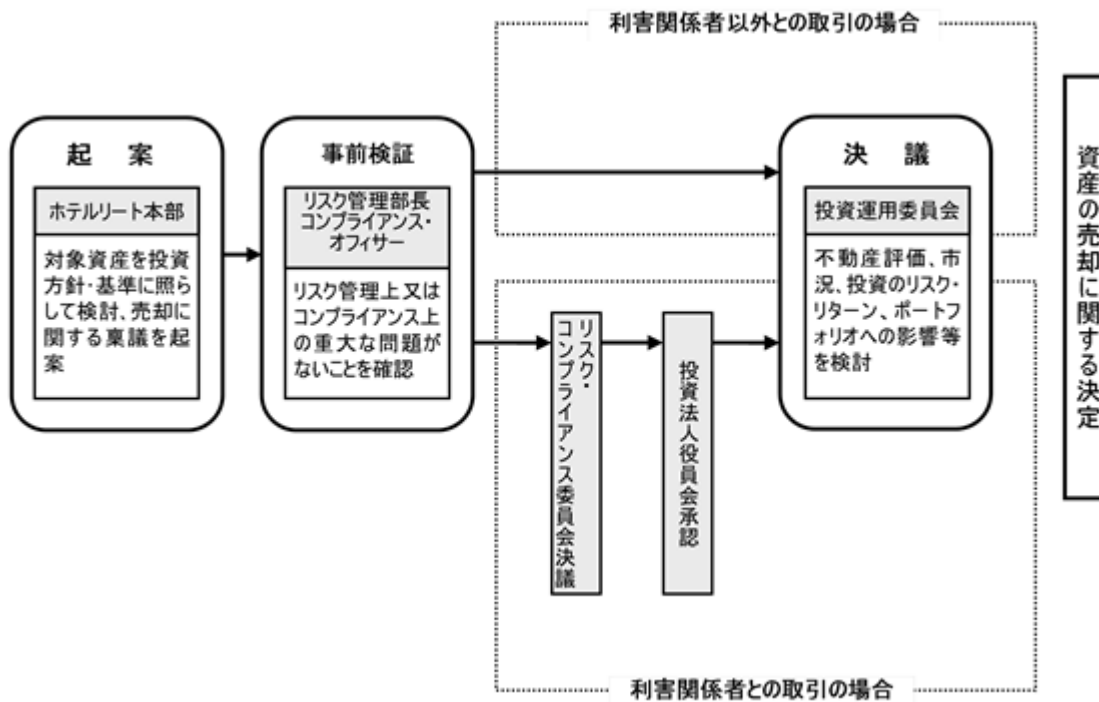 利害関係者以外との取引の場合
起　案
ホテルリート本部
対象資産を投資
方針・基準に照ら
して検討、売却に
関する稟議を起
案
事前検証
リスク管理部長
コンプライアンス・
オフィサー
リスク管理上又は
コンプライアンス上
の重大な問題が
ないことを確認
リスク・
コンプライアンス委員会決議
投資法人役員会承認
決　議
投資運用委員会
不動産評価、市
況、投資のリスク・
リターン、ポートフ
ォリオへの影響等
を検討
資産の売却に関する決定
利害関係者との取引の場合